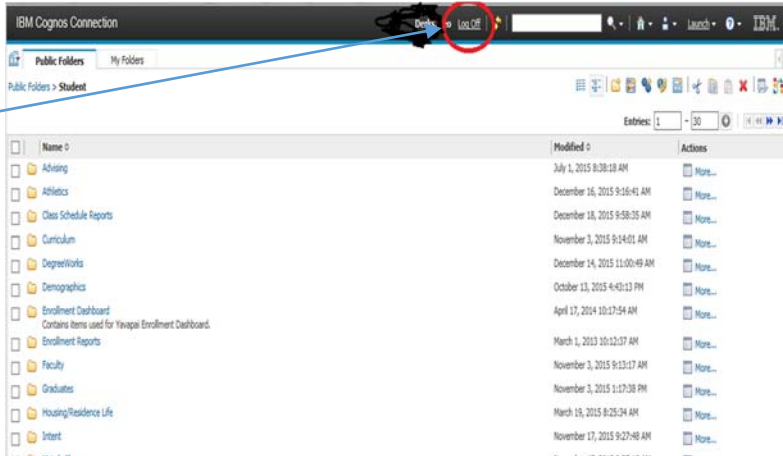 IBM Cognos Connection Log Off Launch IBM.
Public Folders My Folders
Public Folders > Student
Entries: 1 - 30
Name Modified Actions
Advising July 1, 2015 8:38:18 AM More...
Athletics December 16, 2015 9:16:41 AM More...
Class Schedule Reports December 18, 2015 9:58:35 AM More...
Curriculum November 3, 2015 9:14:01 AM More...
DegreeWorks December 14, 2015 11:00:49 AM More...
Demographics October 13, 2015 4:43:13 PM More...
Enrollment Dashboard April 17, 2014 10:17:54 AM More...
Contains items used for Yavapai Enrollment Dashboard.
Enrollment Reports March 1, 2013 10:12:37 AM More...
Faculty November 3, 2015 9:13:17 AM More...
Graduates November 3, 2015 1:17:38 PM More...
Housing/Residence Life March 19, 2015 8:25:34 AM More...
Intent November 17, 2015 9:27:48 AM More...